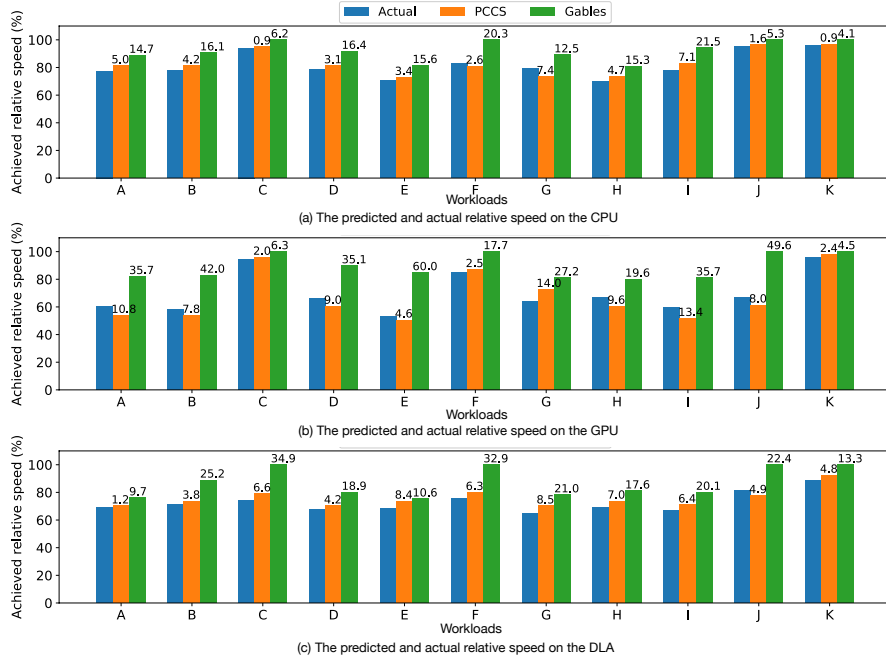 Actual PCCS Gables
Achieved relative speed (%)
100
80
60
40
20
0
5.0 14.7 4.2 16.1 0.9 6.2 3.1 16.4 3.4 15.6 2.6 20.3 7.4 12.5 4.7 15.3 7.1 21.5 1.6 5.3 0.9 4.1
A B C D E F G H I J K
Workloads
(a) The predicted and actual relative speed on the CPU
Achieved relative speed (%)
100
80
60
40
20
0
10.8 35.7 7.8 42.0 2.0 6.3 9.0 35.1 4.6 60.0 2.5 17.7 14.0 27.2 9.6 19.6 13.4 35.7 8.0 49.6 2.4 4.5
A B C D E F G H I J K
Workloads
(b) The predicted and actual relative speed on the GPU
Achieved relative speed (%)
100
80
60
40
20
0
1.2 9.7 3.8 25.2 6.6 34.9 4.2 18.9 8.4 10.6 6.3 32.9 8.5 21.0 7.0 17.6 6.4 20.1 4.9 22.4 4.8 13.3
A B C D E F G H I J K
Workloads
(c) The predicted and actual relative speed on the DLA